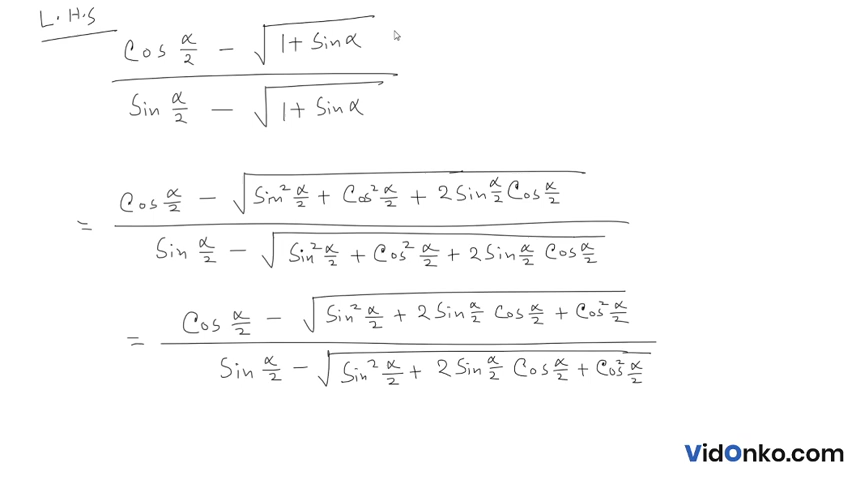 L.H.S
Cos α/2 - √(1 + Sinα)
Sin α/2 - √(1 + Sinα)
Cos α/2 - √(Sin² α/2 + Cos² α/2 + 2 Sin α/2 Cos α/2)
=
Sin α/2 - √(Sin² α/2 + Cos² α/2 + 2 Sin α/2 Cos α/2)
Cos α/2 - √(Sin² α/2 + 2 Sin α/2 Cos α/2 + Cos² α/2)
=
Sin α/2 - √(Sin² α/2 + 2 Sin α/2 Cos α/2 + Cos² α/2)
VidOnko.com